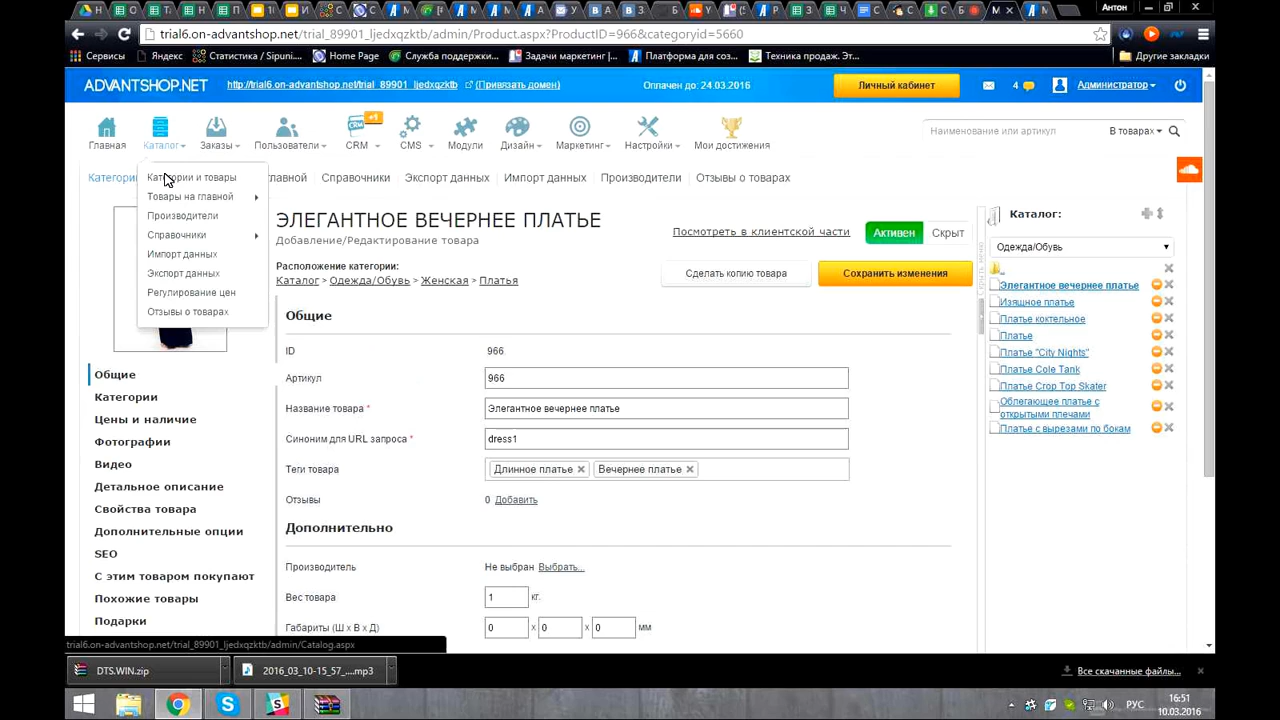 Антон
trial6.on-advantshop.net/trial_89901_ljedxqzktb/admin/Product.aspx?ProductID=966&categoryid=5660
Сервисы
Яндекс
Статистика / Sipuni...
Home Page
Служба поддержки...
Задачи маркетинг |...
Платформа для соз...
Техника продаж. Эт...
Другие закладки
ADVANTSHOP.NET
http://trial6.on-advantshop.net/trial_89901_ljedxqzktb
(Привязать домен)
Оплачен до: 24.03.2016
Личный кабинет
4
Администратор
+1
Главная
Каталог
Заказы
Пользователи
CRM
CMS
Модули
Дизайн
Маркетинг
Настройки
Мои достижения
Наименование или артикул
В товарах
Категории и товары
Товары на главной
Производители
Справочники
Импорт данных
Экспорт данных
Регулирование цен
Отзывы о товарах
Справочники
Экспорт данных
Импорт данных
Производители
Отзывы о товарах
ЭЛЕГАНТНОЕ ВЕЧЕРНЕЕ ПЛАТЬЕ
Добавление/Редактирование товара
Посмотреть в клиентской части
Активен
Скрыт
Расположение категории:
Каталог > Одежда/Обувь > Женская > Платья
Сделать копию товара
Сохранить изменения
Общие
Категории
Цены и наличие
Фотографии
Видео
Детальное описание
Свойства товара
Дополнительные опции
SEO
С этим товаром покупают
Похожие товары
Подарки
Общие
ID 966
Артикул 966
Название товара * Элегантное вечернее платье
Синоним для URL запроса * dress1
Теги товара Длинное платье Вечернее платье
Отзывы 0 Добавить
Дополнительно
Производитель Не выбран Выбрать...
Вес товара 1 кг.
Габариты (Ш x В x Д) 0 x 0 x 0 мм
Каталог:
Одежда/Обувь
Элегантное вечернее платье
Изящное платье
Платье коктельное
Платье
Платье "City Nights"
Платье Cole Tank
Платье Crop Top Skater
Облегающее платье с
открытыми плечами
Платье с вырезами по бокам
trial6.on-advantshop.net/trial_89901_ljedxqzktb/admin/Catalog.aspx
DTS.WIN.zip
2016_03_10-15_57_....mp3
Все скачанные файлы...
РУС
16:51
10.03.2016